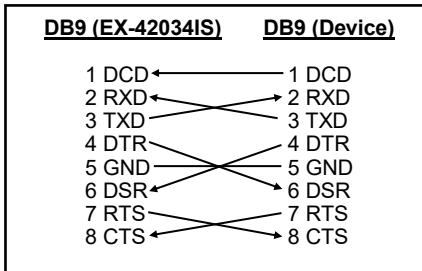 DB9 (EX-42034IS) DB9 (Device)
1 DCD 1 DCD
2 RXD 2 RXD
3 TXD 3 TXD
4 DTR 4 DTR
5 GND 5 GND
6 DSR 6 DSR
7 RTS 7 RTS
8 CTS 8 CTS